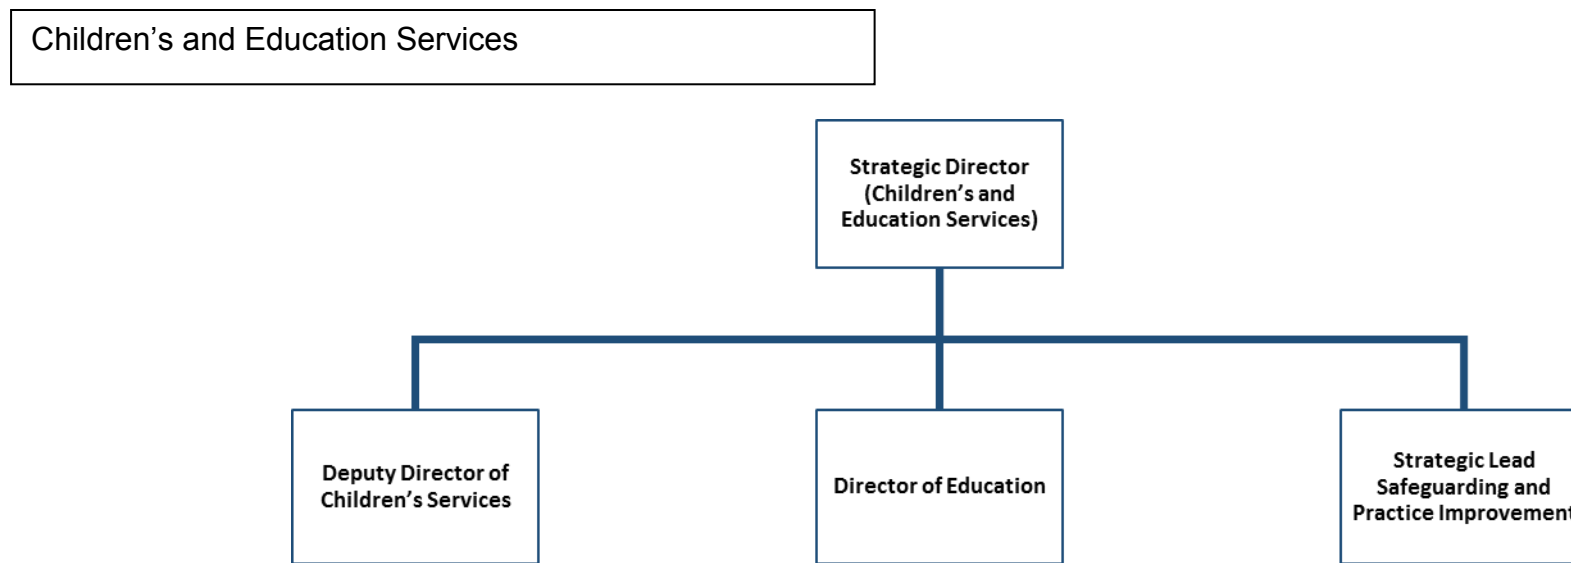 Children’s and Education Services
Strategic Director
(Children’s and
Education Services)
Deputy Director of
Children’s Services
Director of Education
Strategic Lead
Safeguarding and
Practice Improvement